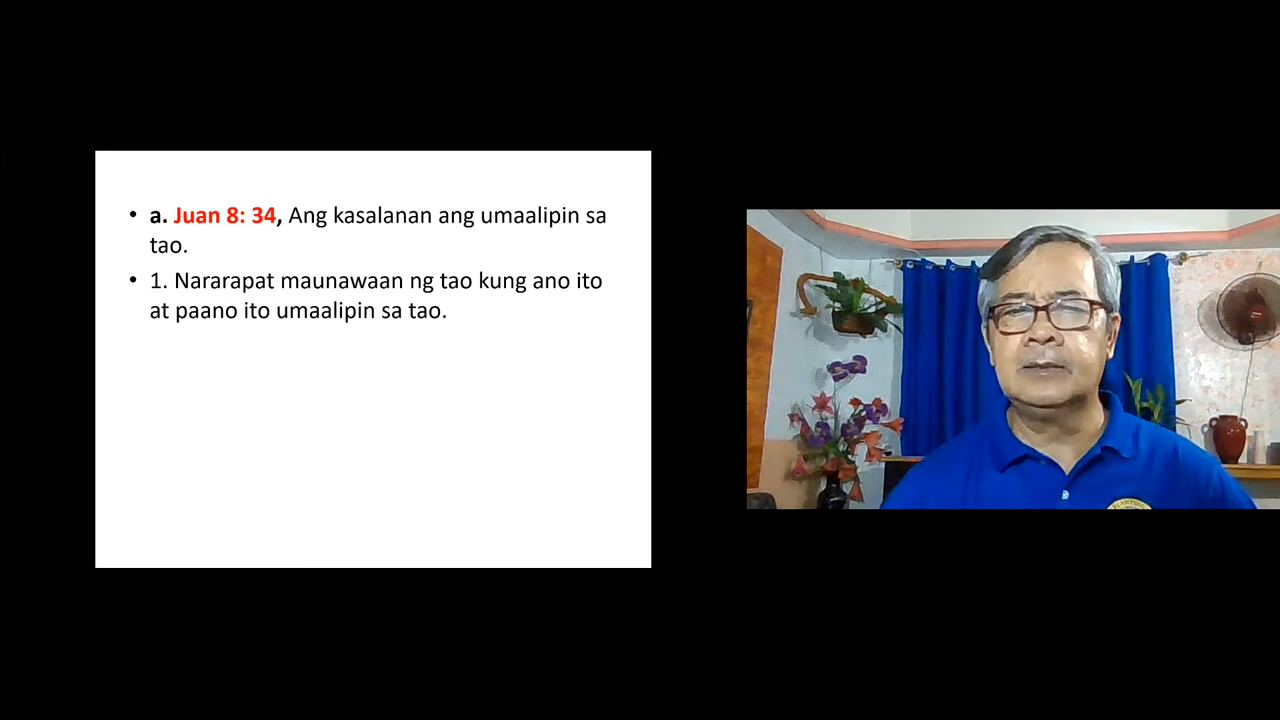 • a. Juan 8: 34, Ang kasalanan ang umaalipin sa
tao.
• 1. Nararapat maunawaan ng tao kung ano ito
at paano ito umaalipin sa tao.